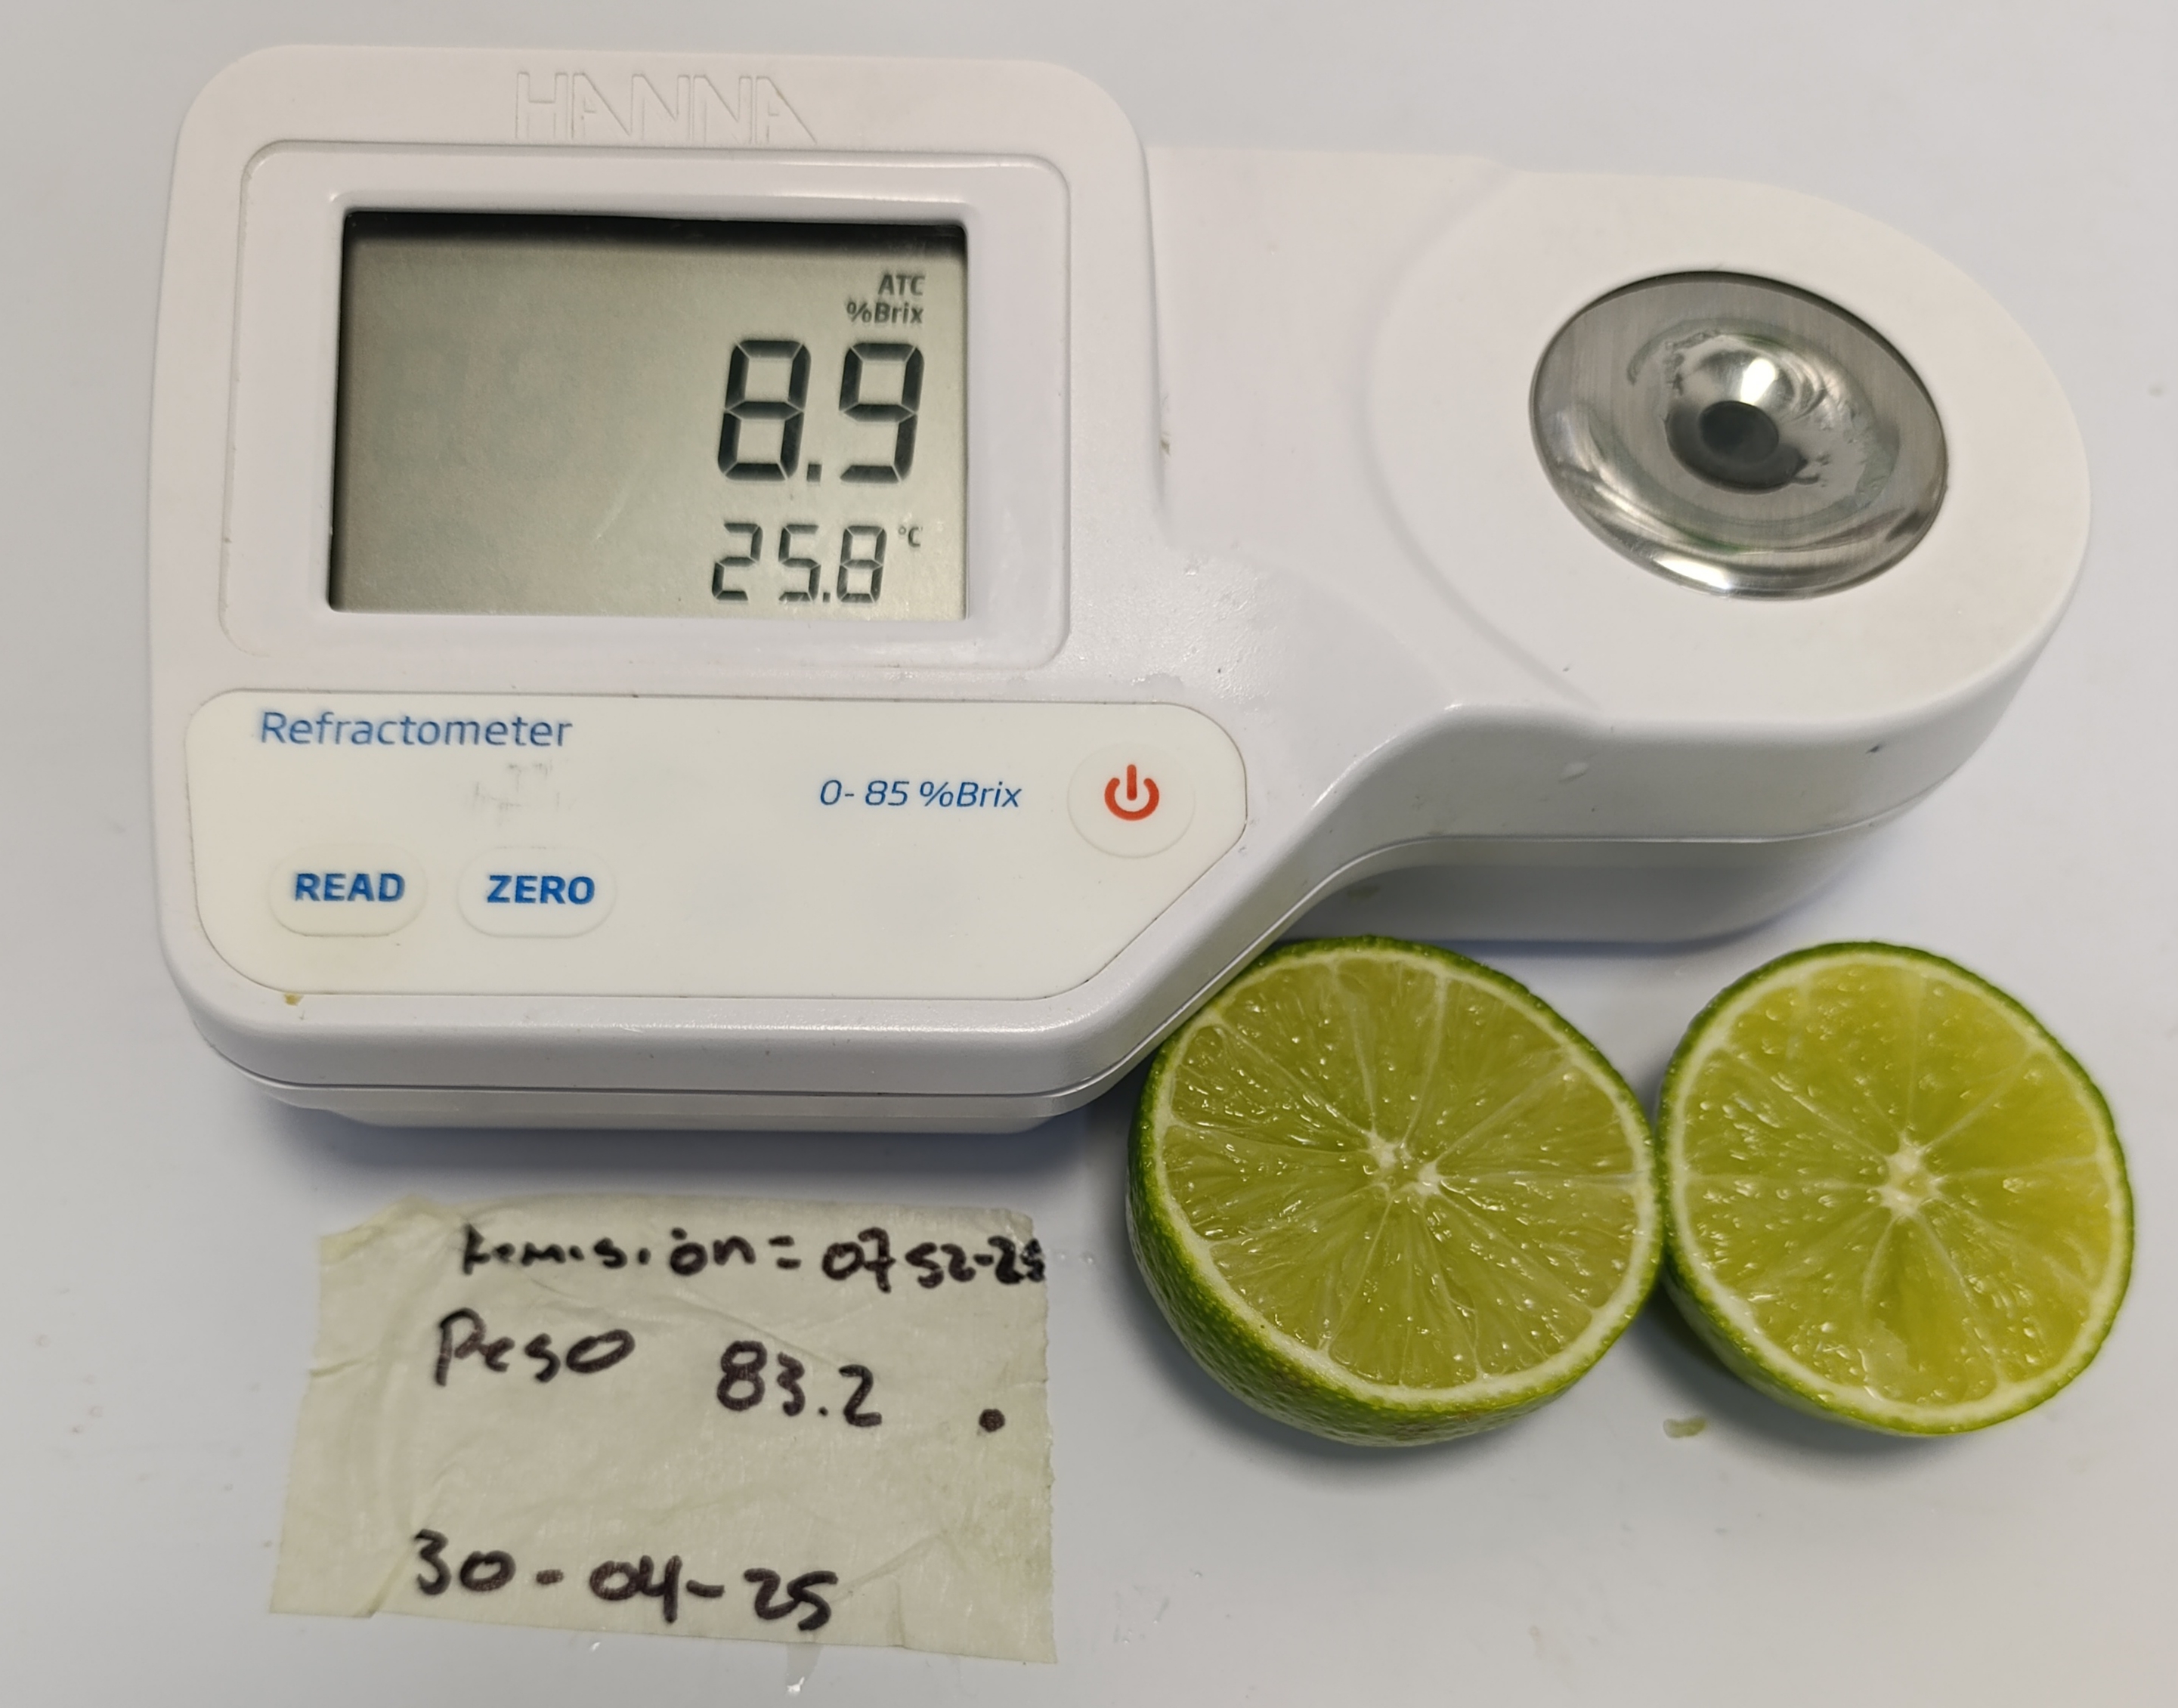 HANNA
ATC
%Brix
8.9
25.8 °C
Refractometer
0- 85 %Brix
READ
ZERO
Remisión = 0752-25
Peso 83.2 .
30-04-25